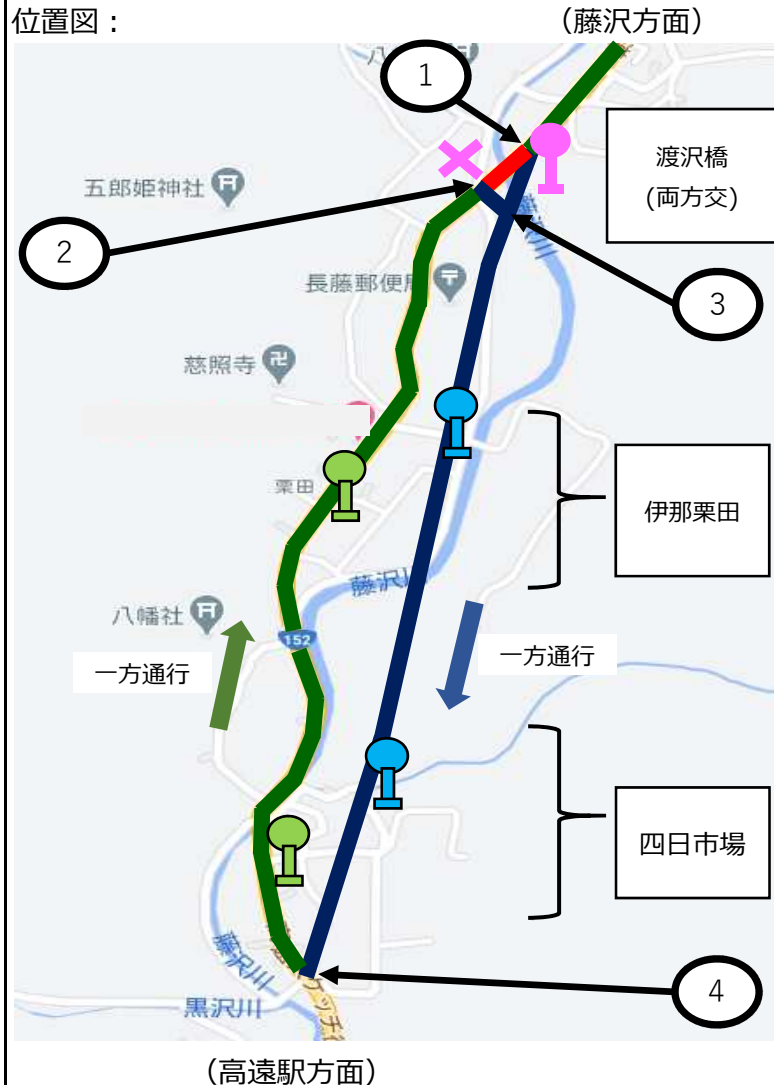 位置図：
（藤沢方面）
1
渡沢橋
(両方交)
五郎姫神社
2
長藤郵便局
3
慈照寺
栗田
伊那栗田
藤沢川
八幡社
152
一方通行
一方通行
四日市場
藤沢川
黒沢川
4
（高遠駅方面）